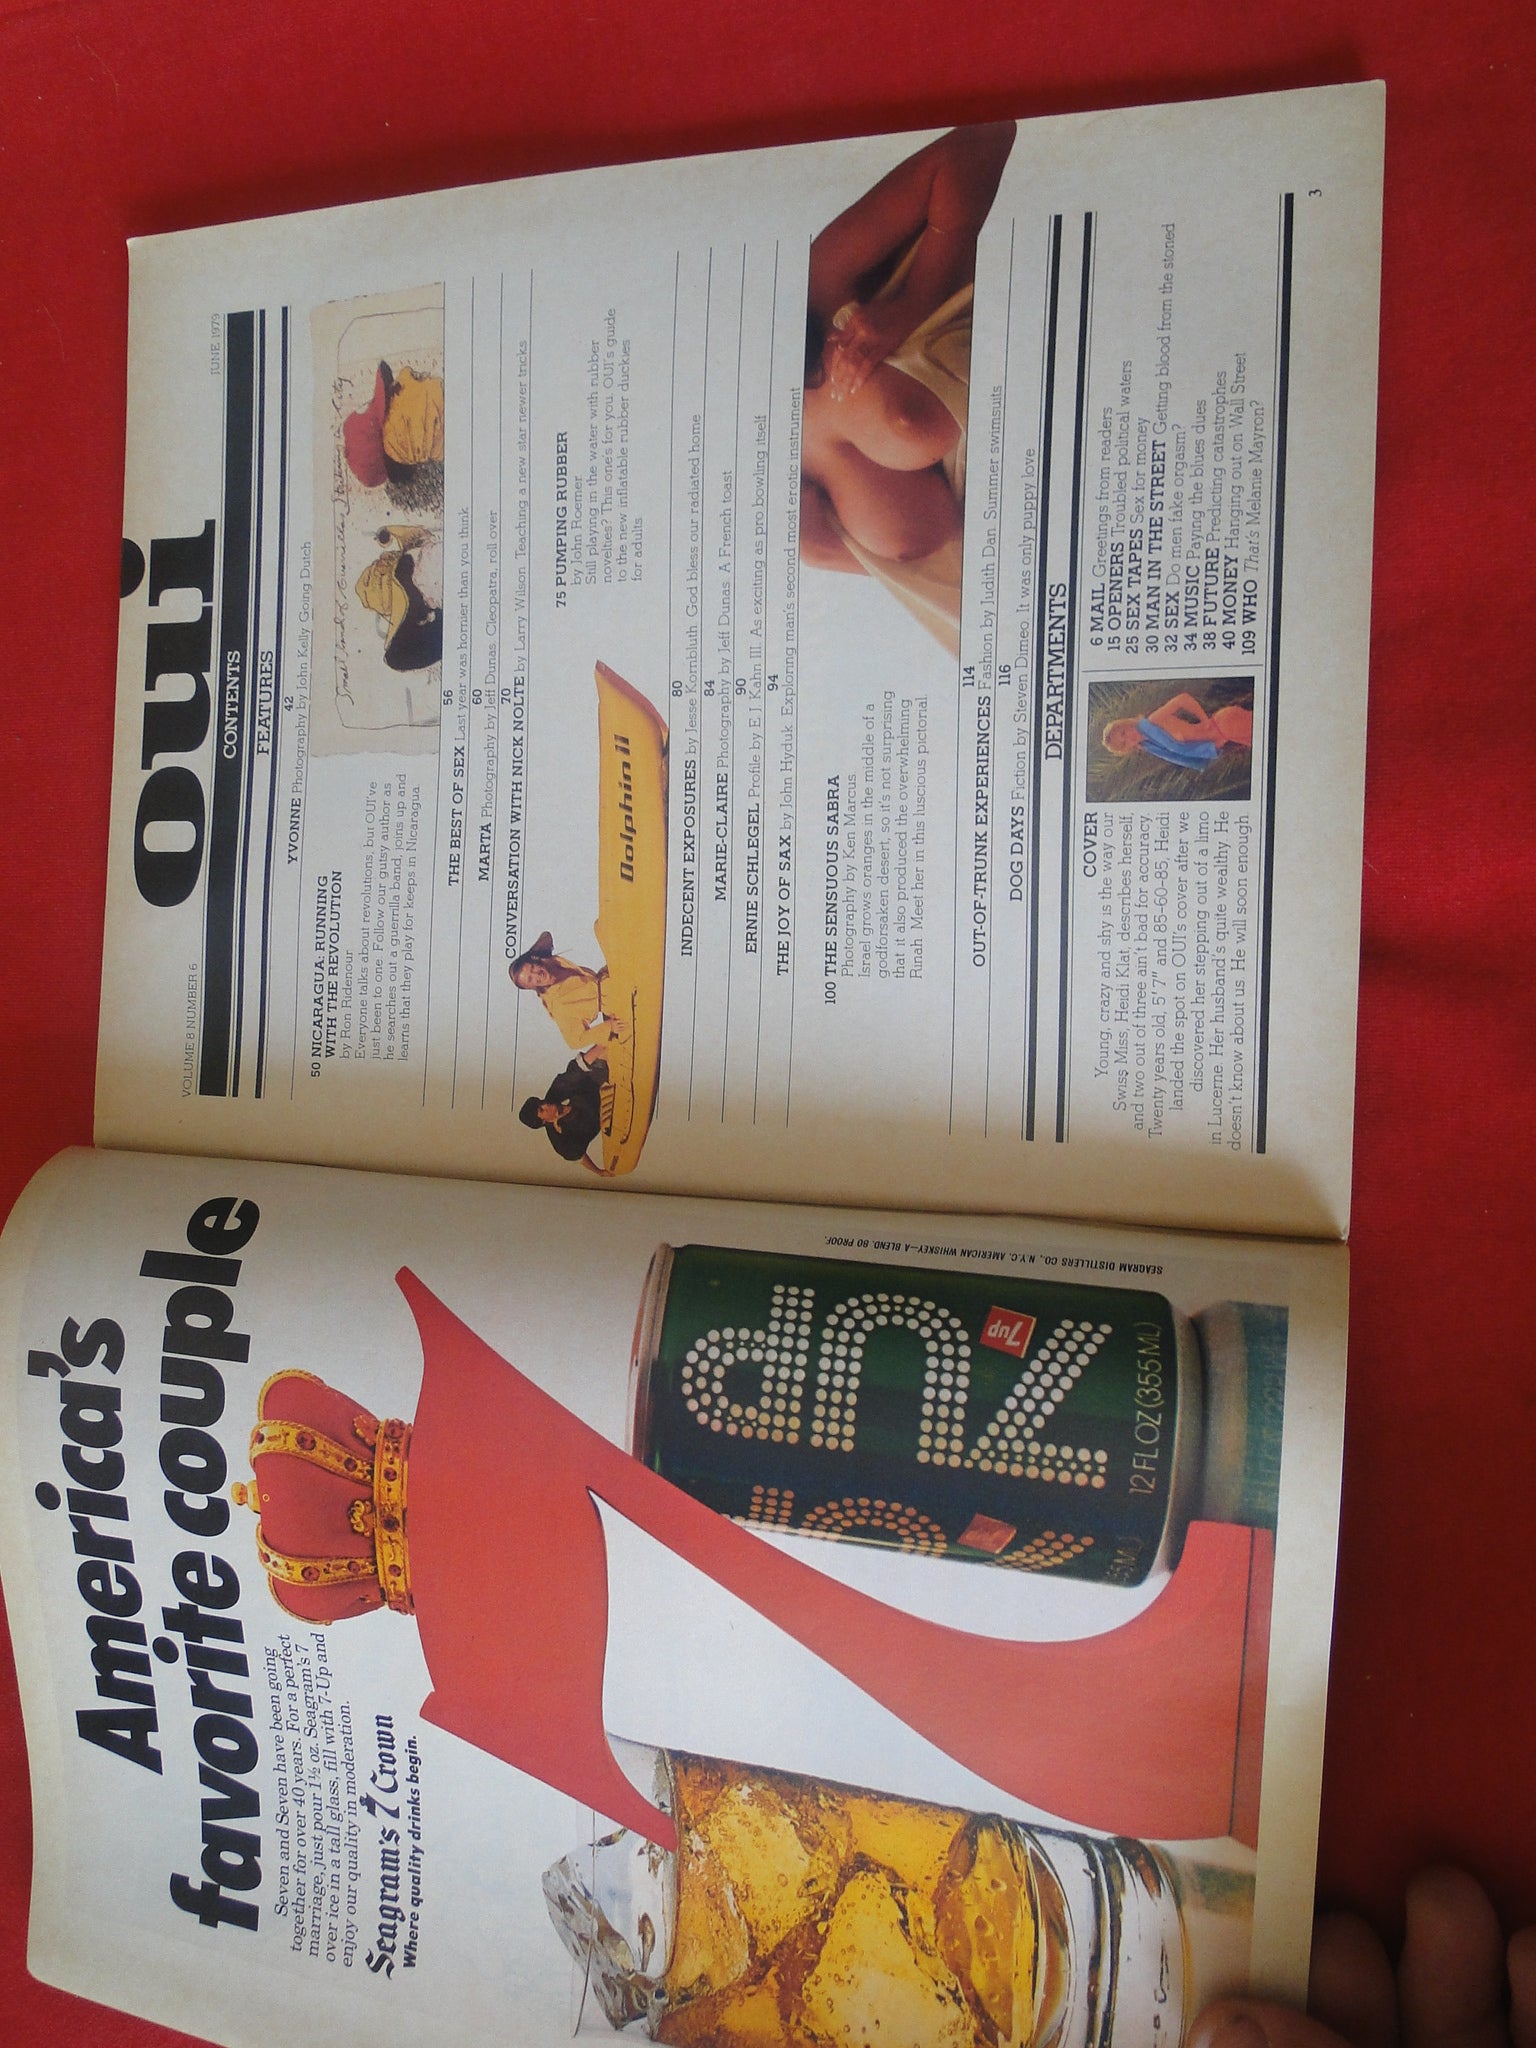 America's
favorite couple
Seven and Seven have been going
together for over 40 years. For a perfect
marriage, just pour 1½ oz. Seagram's 7
over ice in a tall glass, fill with 7-Up and
enjoy our quality in moderation.
Seagram's 7 Crown
Where quality drinks begin.
7up
7up
12 FL OZ (355 ML)
SEAGRAM DISTILLERS CO., N.Y.C. AMERICAN WHISKEY—A BLEND. 80 PROOF.
oui
VOLUME 8 NUMBER 6
JUNE 1979
CONTENTS
FEATURES
42
YVONNE Photography by John Kelly. Going Dutch
50 NICARAGUA: RUNNING
WITH THE REVOLUTION
by Ron Ridenour
Everyone talks about revolutions, but OUI've
just been to one. Follow our gutsy author as
he searches out a guerrilla band, joins up and
learns that they play for keeps in Nicaragua.
56
THE BEST OF SEX Last year was hornier than you think
60
MARTA Photography by Jeff Dunas. Cleopatra, roll over
70
CONVERSATION WITH NICK NOLTE by Larry Wilson. Teaching a new star newer tricks
Dolphin II
75 PUMPING RUBBER
by John Roemer
Still playing in the water with rubber
novelties? This one's for you. OUI's guide
to the new inflatable rubber duckies
for adults
80
INDECENT EXPOSURES by Jesse Kornbluth. God bless our radiated home
84
MARIE-CLAIRE Photography by Jeff Dunas. A French toast
90
ERNIE SCHLEGEL Profile by E. J. Kahn III. As exciting as pro bowling itself
94
THE JOY OF SAX by John Hyduk. Exploring man's second most erotic instrument
100 THE SENSUOUS SABRA
Photography by Ken Marcus
Israel grows oranges in the middle of a
godforsaken desert, so it's not surprising
that it also produced the overwhelming
Rinah. Meet her in this luscious pictorial.
114
OUT-OF-TRUNK EXPERIENCES Fashion by Judith Dan. Summer swimsuits
116
DOG DAYS Fiction by Steven Dimeo. It was only puppy love
DEPARTMENTS
COVER
Young, crazy and shy is the way our
Swiss Miss, Heidi Klat, describes herself,
and two out of three ain't bad for accuracy.
Twenty years old, 5'7" and 85-60-85, Heidi
landed the spot on OUI's cover after we
discovered her stepping out of a limo
in Lucerne. Her husband's quite wealthy. He
doesn't know about us. He will soon enough.
6 MAIL Greetings from readers
15 OPENERS Troubled political waters
25 SEX TAPES Sex for money
30 MAN IN THE STREET Getting blood from the stoned
32 SEX Do men fake orgasm?
34 MUSIC Paying the blues dues
38 FUTURE Predicting catastrophes
40 MONEY Hanging out on Wall Street
109 WHO That's Melanie Mayron?
3